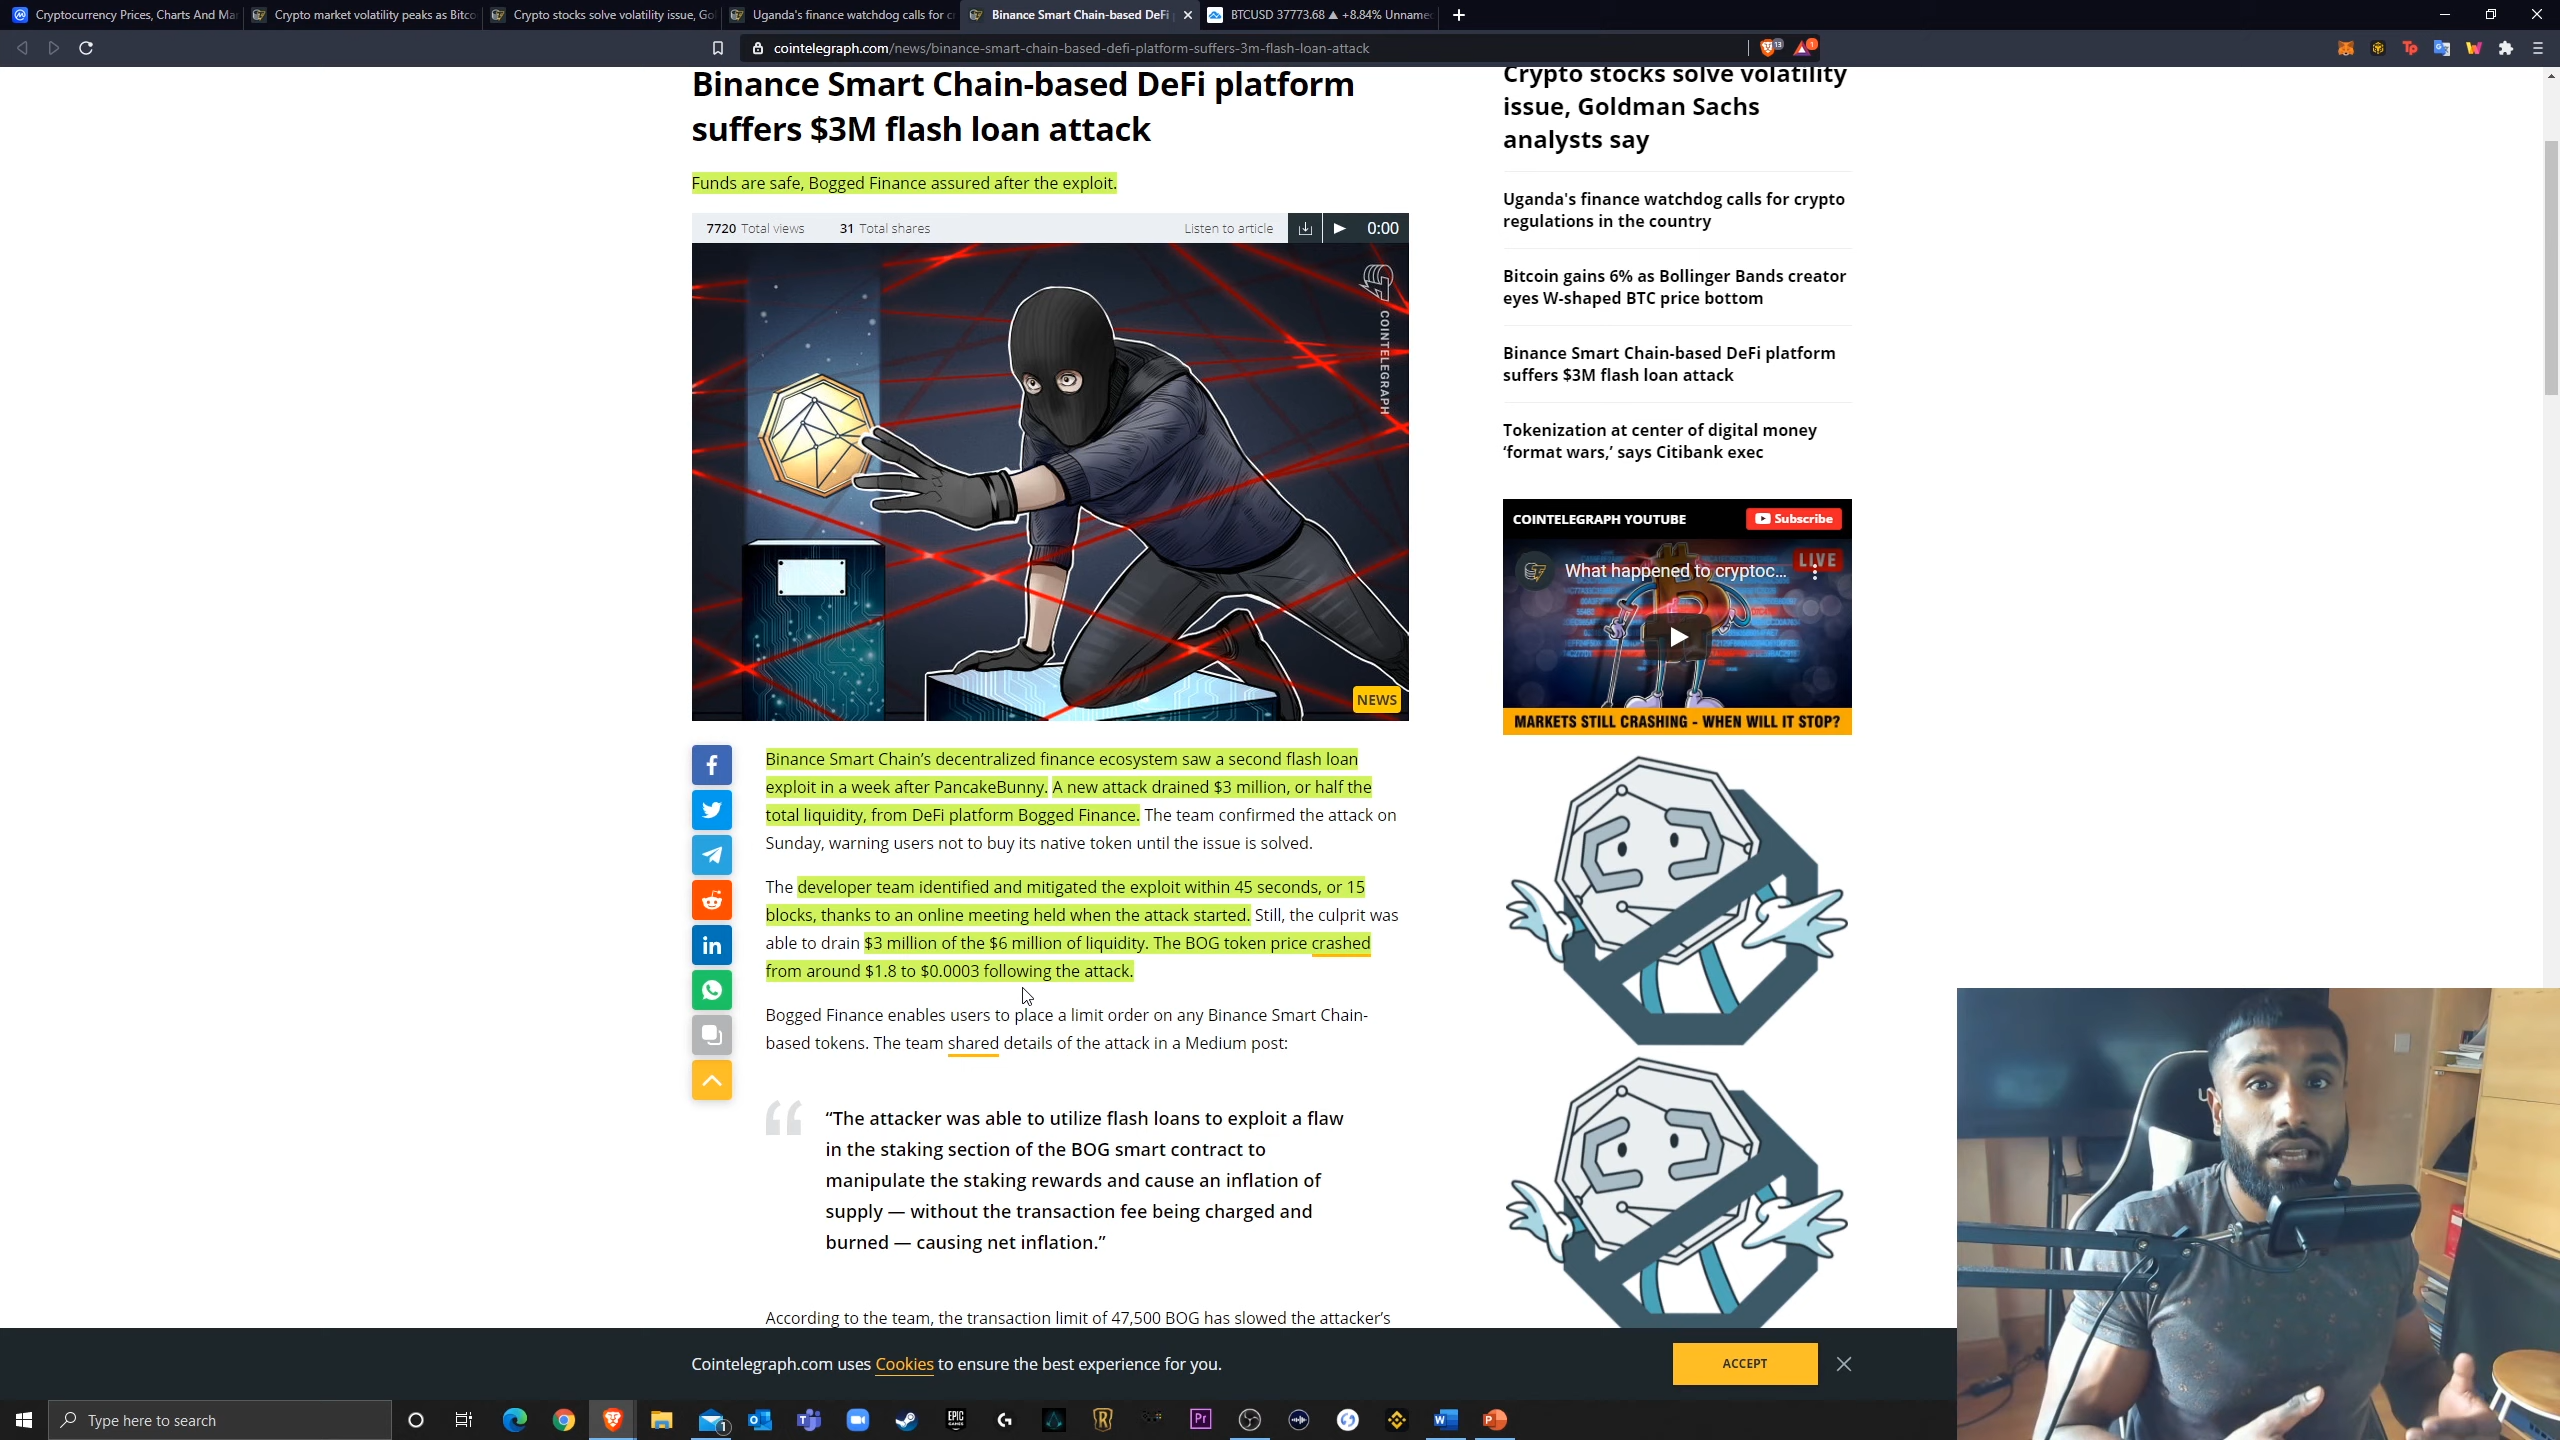 Cryptocurrency Prices, Charts And Ma
Crypto market volatility peaks as Bitco
Crypto stocks solve volatility issue, Go
Uganda's finance watchdog calls for c
Binance Smart Chain-based DeFi
BTCUSD 37773.68 ▲ +8.84% Unname
cointelegraph.com/news/binance-smart-chain-based-defi-platform-suffers-3m-flash-loan-attack
13
1
Tp
Binance Smart Chain-based DeFi platform
suffers $3M flash loan attack
Funds are safe, Bogged Finance assured after the exploit.
7720 Total views
31 Total shares
Listen to article
0:00
COINTELEGRAPH
NEWS
Binance Smart Chain’s decentralized finance ecosystem saw a second flash loan
exploit in a week after PancakeBunny. A new attack drained $3 million, or half the
total liquidity, from DeFi platform Bogged Finance. The team confirmed the attack on
Sunday, warning users not to buy its native token until the issue is solved.
The developer team identified and mitigated the exploit within 45 seconds, or 15
blocks, thanks to an online meeting held when the attack started. Still, the culprit was
able to drain $3 million of the $6 million of liquidity. The BOG token price crashed
from around $1.8 to $0.0003 following the attack.
Bogged Finance enables users to place a limit order on any Binance Smart Chain-
based tokens. The team shared details of the attack in a Medium post:
“The attacker was able to utilize flash loans to exploit a flaw
in the staking section of the BOG smart contract to
manipulate the staking rewards and cause an inflation of
supply — without the transaction fee being charged and
burned — causing net inflation.”
According to the team, the transaction limit of 47,500 BOG has slowed the attacker’s
Crypto stocks solve volatility
issue, Goldman Sachs
analysts say
Uganda's finance watchdog calls for crypto
regulations in the country
Bitcoin gains 6% as Bollinger Bands creator
eyes W-shaped BTC price bottom
Binance Smart Chain-based DeFi platform
suffers $3M flash loan attack
Tokenization at center of digital money
‘format wars,’ says Citibank exec
COINTELEGRAPH YOUTUBE
Subscribe
LIVE
What happened to cryptoc...
MARKETS STILL CRASHING - WHEN WILL IT STOP?
Cointelegraph.com uses Cookies to ensure the best experience for you.
ACCEPT
Type here to search
1
EPIC
GAMES
Pr
W
P